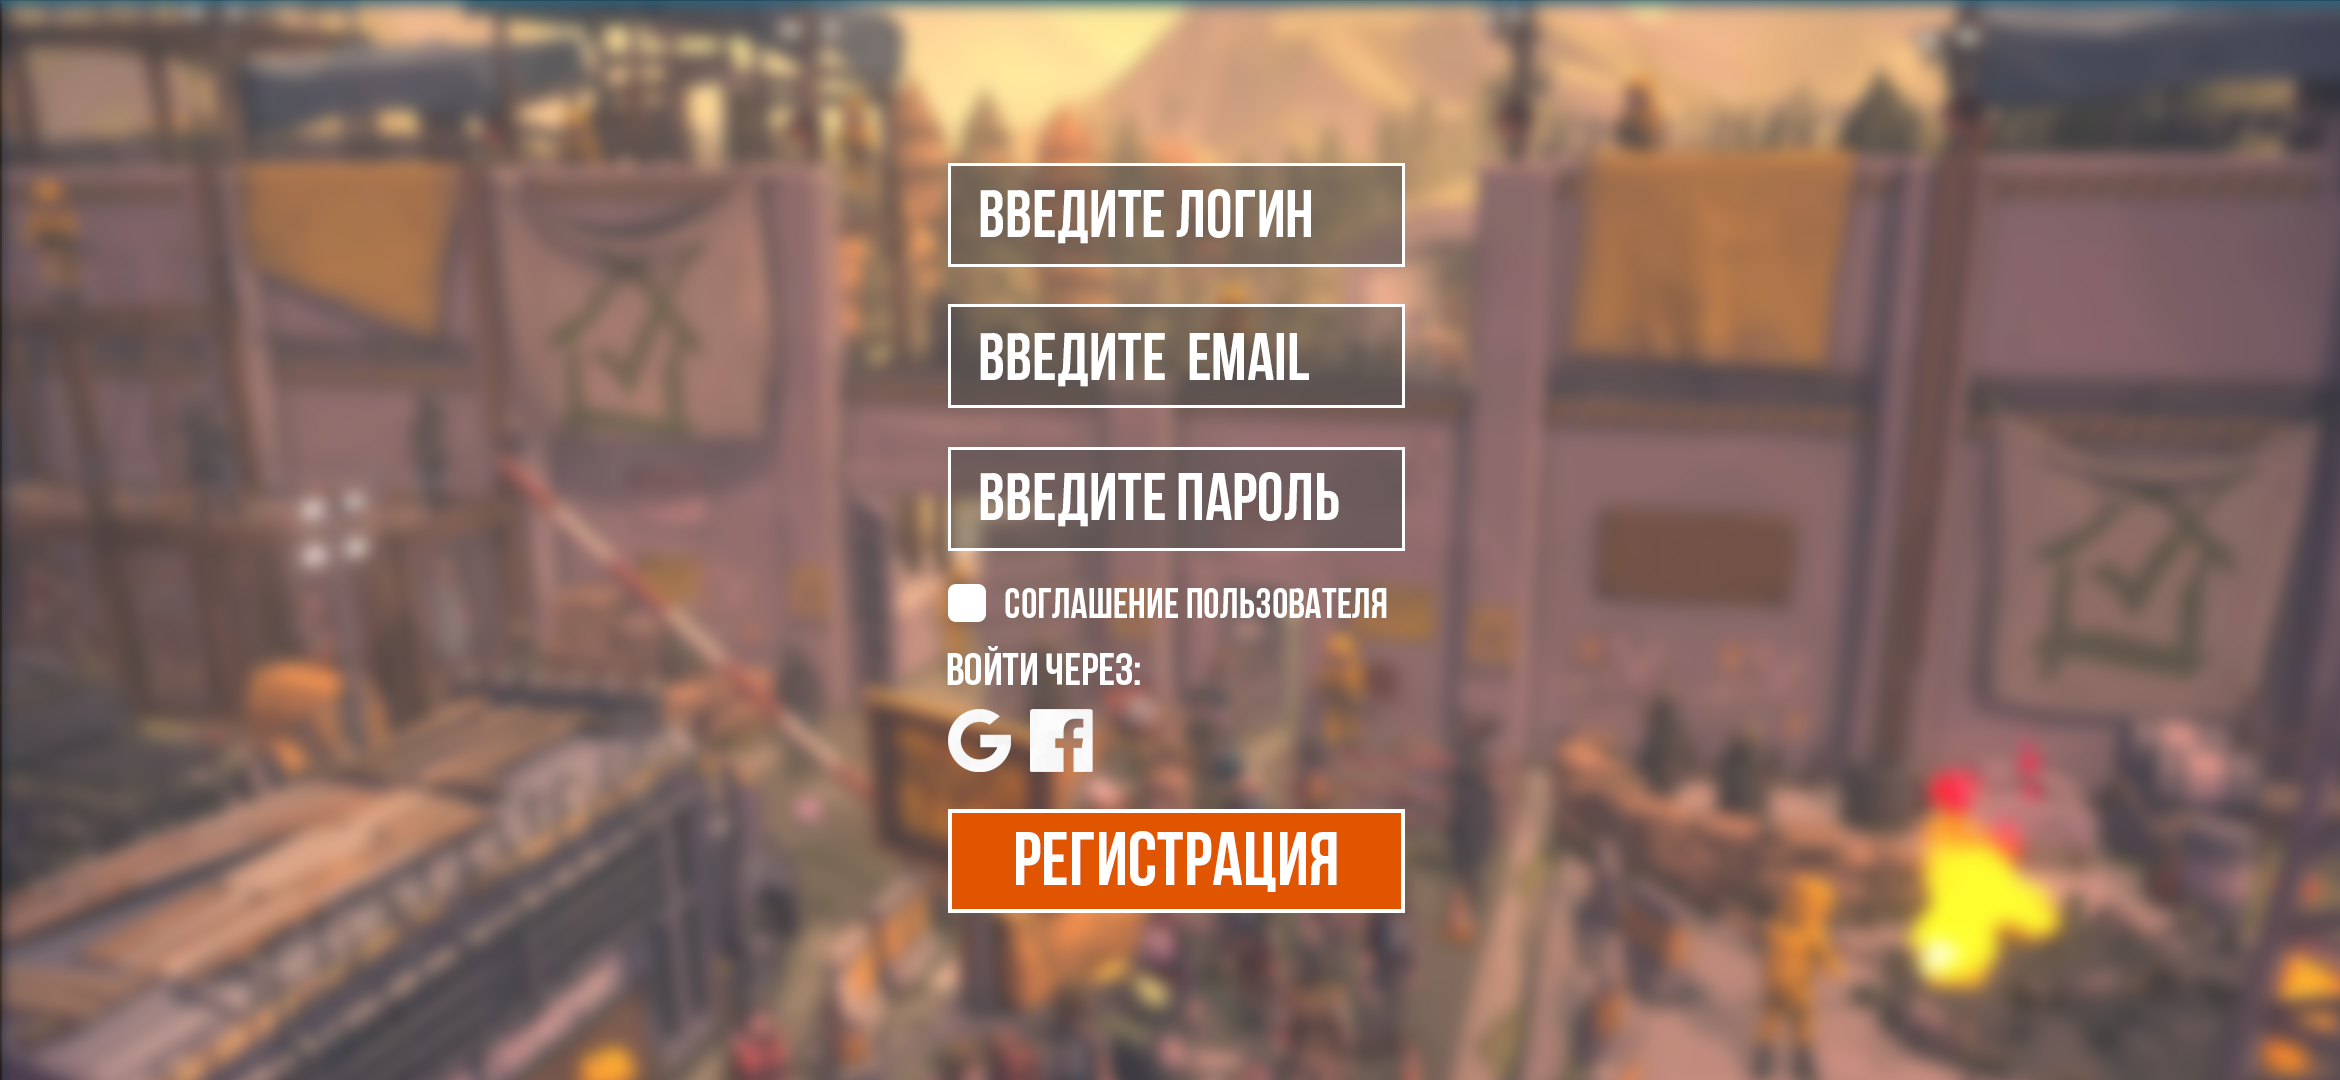 ВВЕДИТЕ ЛОГИН
ВВЕДИТЕ EMAIL
ВВЕДИТЕ ПАРОЛЬ
СОГЛАШЕНИЕ ПОЛЬЗОВАТЕЛЯ
ВОЙТИ ЧЕРЕЗ:
РЕГИСТРАЦИЯ